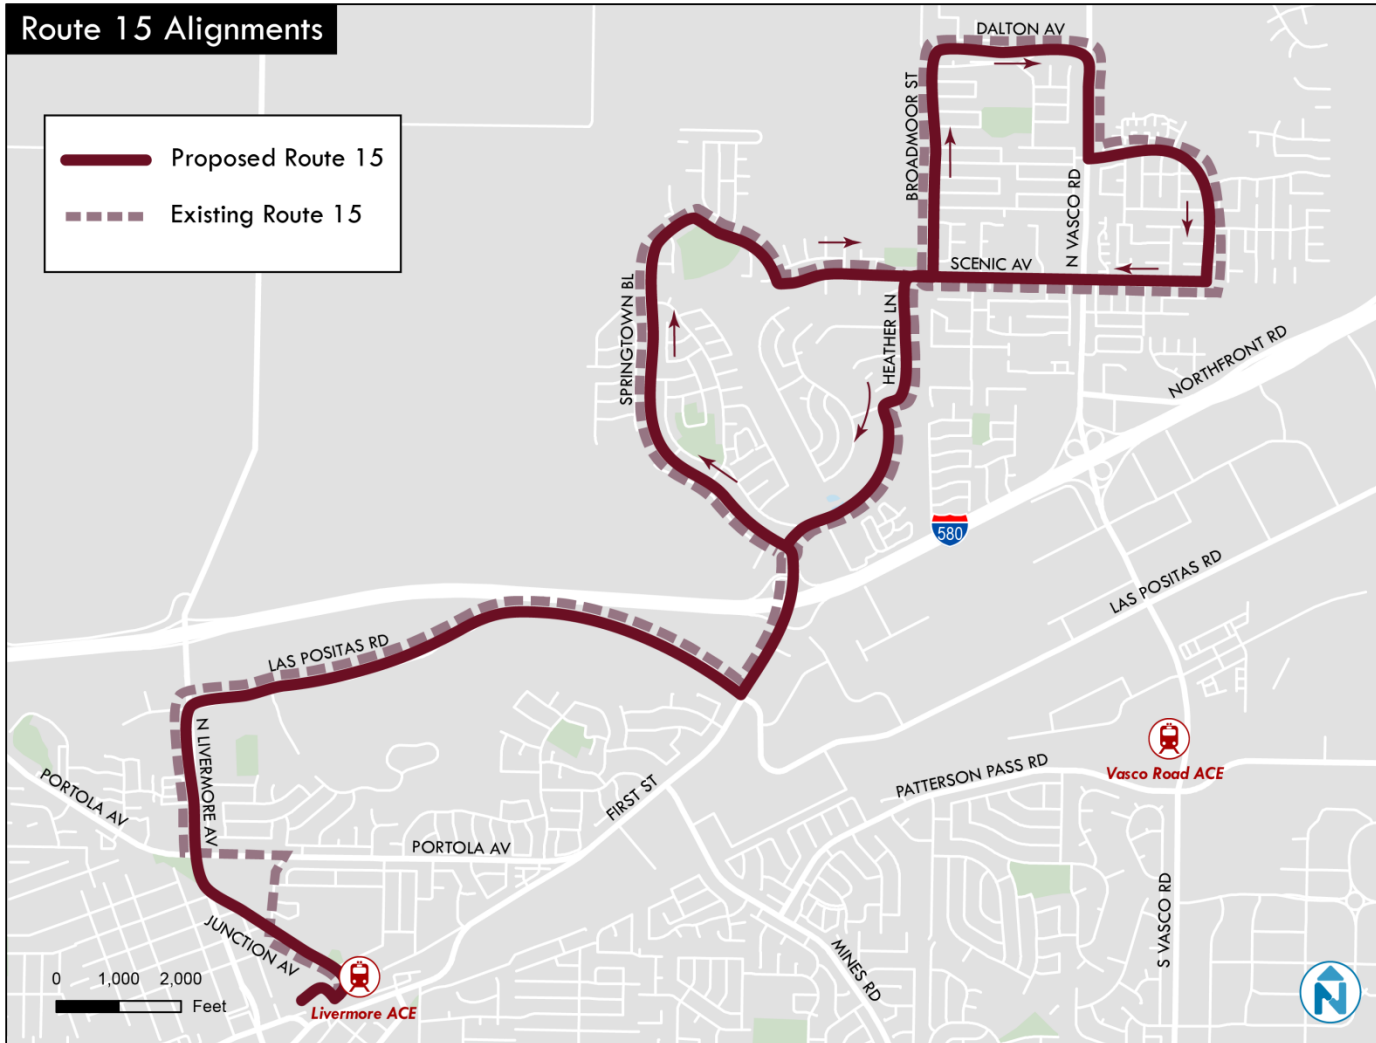 Route 15 Alignments
DALTON AV
BROADMOOR ST
Proposed Route 15
Existing Route 15
N VASCO RD
SCENIC AV
SPRINGTOWN BL
HEATHER LN
NORTHFRONT RD
580
LAS POSITAS RD
LAS POSITAS RD
N LIVERMORE AV
PORTOLA AV
PORTOLA AV
FIRST ST
PATTERSON PASS RD
Vasco Road ACE
S VASCO RD
MINES RD
JUNCTION AV
0 1,000 2,000
Feet
Livermore ACE
N